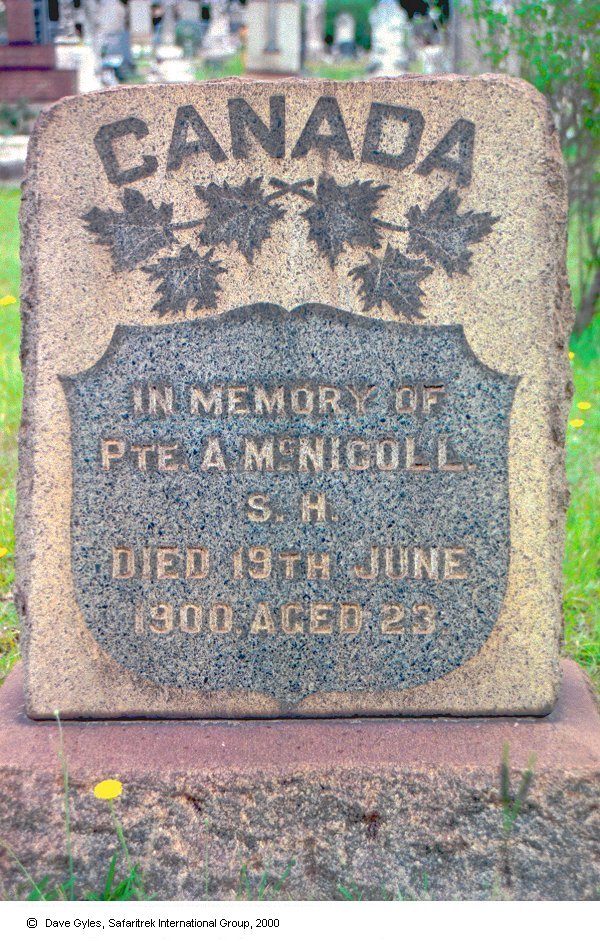 CANADA
IN MEMORY OF
PTE. A. McNICOLL.
S. H.
DIED 19TH JUNE
1900. AGED 23.
© Dave Gyles, Safaritrek International Group, 2000